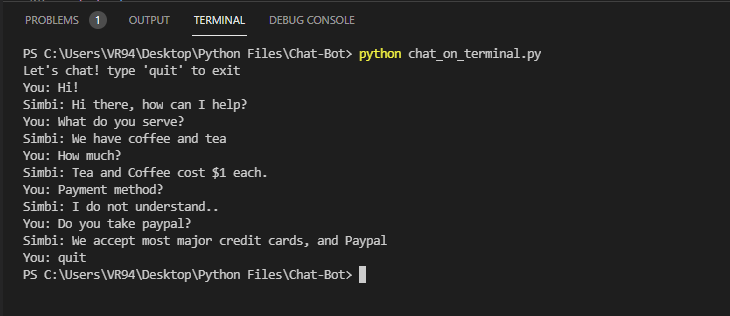 PROBLEMS 1 OUTPUT TERMINAL DEBUG CONSOLE
PS C:\Users\VR94\Desktop\Python Files\Chat-Bot> python chat_on_terminal.py
Let's chat! type 'quit' to exit
You: Hi!
Simbi: Hi there, how can I help?
You: What do you serve?
Simbi: We have coffee and tea
You: How much?
Simbi: Tea and Coffee cost $1 each.
You: Payment method?
Simbi: I do not understand..
You: Do you take paypal?
Simbi: We accept most major credit cards, and Paypal
You: quit
PS C:\Users\VR94\Desktop\Python Files\Chat-Bot>